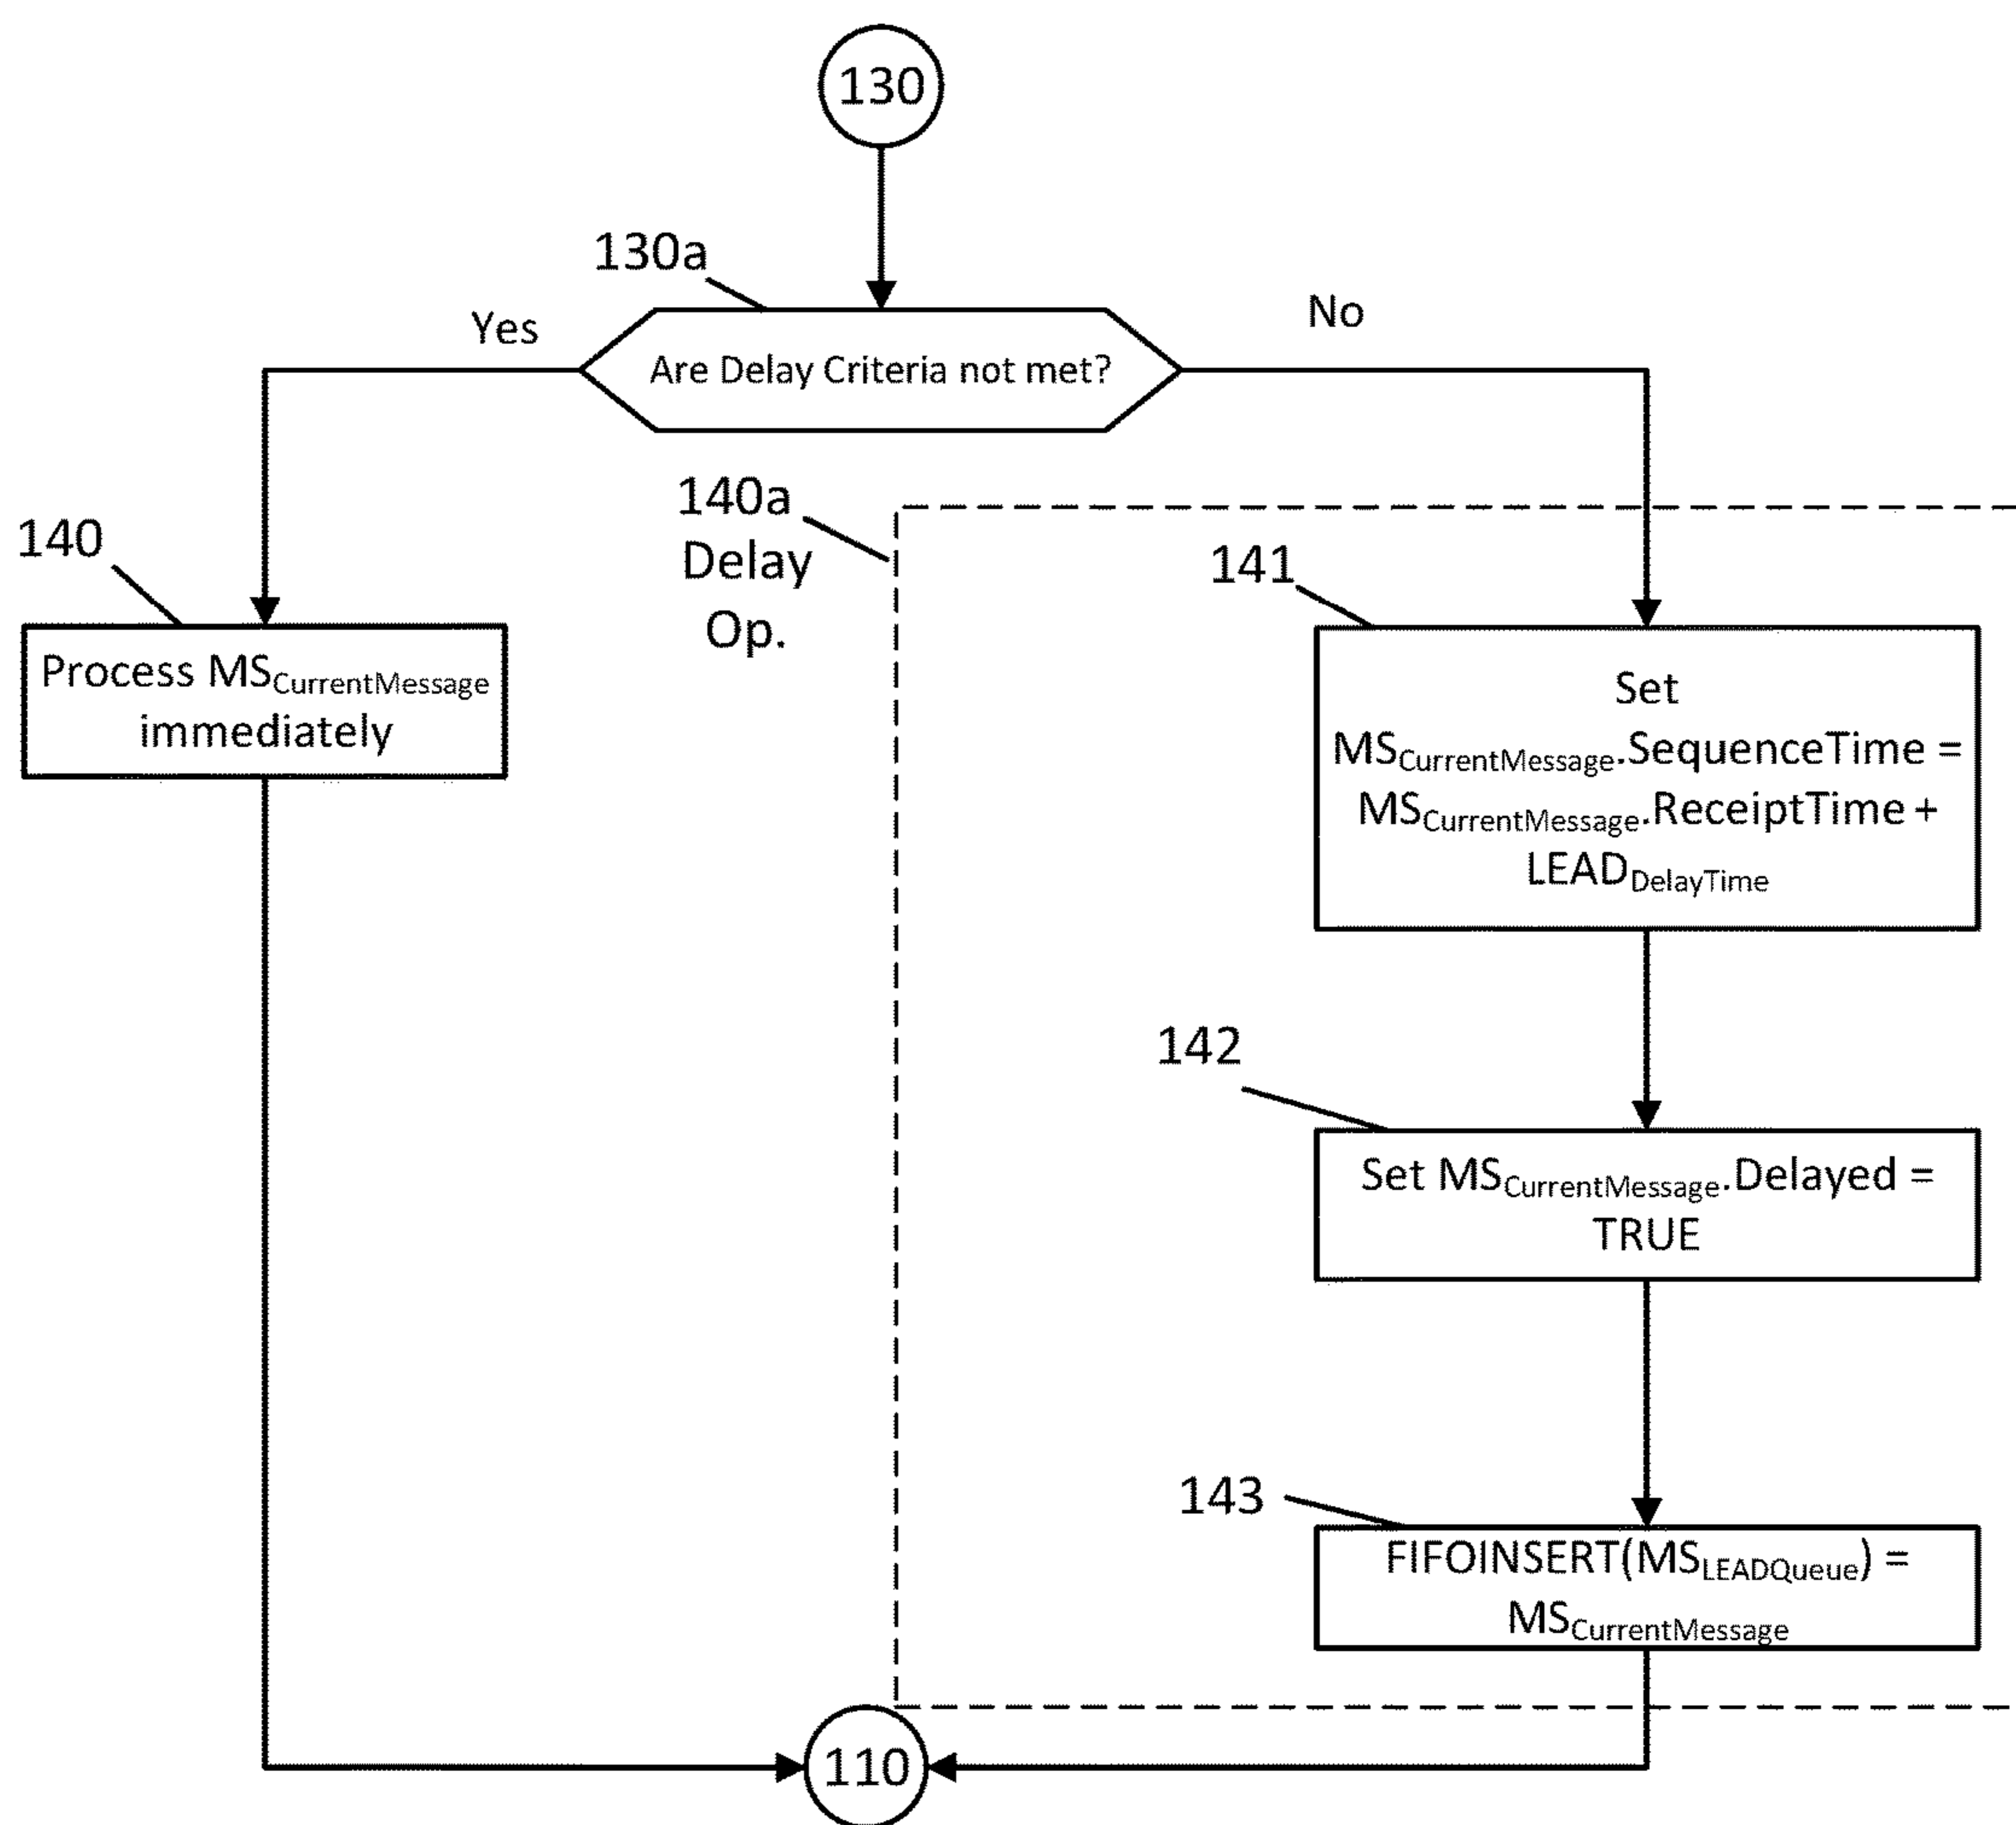 130
130a
Yes
No
Are Delay Criteria not met?
140a
Delay
Op.
140
141
Process MSCurrentMessage
immediately
Set
MSCurrentMessage.SequenceTime =
MSCurrentMessage.ReceiptTime +
LEADDelayTime
142
Set MSCurrentMessage.Delayed =
TRUE
143
FIFOINSERT(MSLEADQueue) =
MSCurrentMessage
110